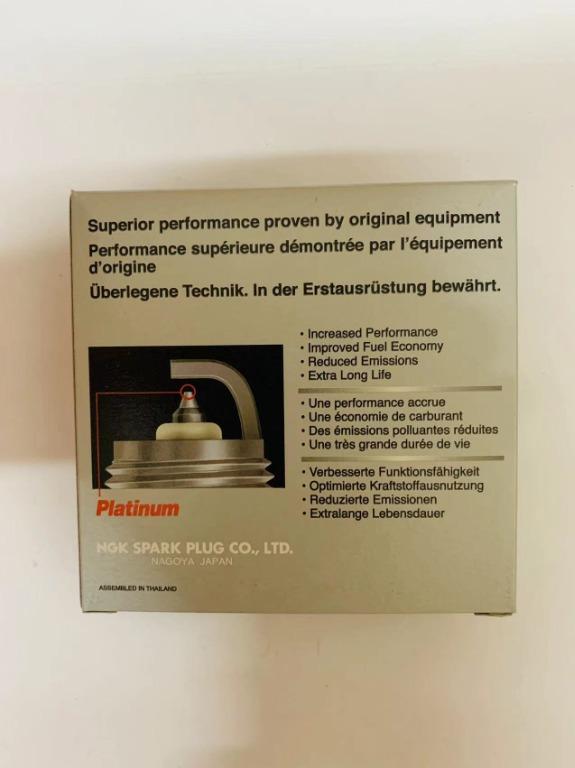 Superior performance proven by original equipment
Performance supérieure démontrée par l'équipement
d'origine
Überlegene Technik. In der Erstausrüstung bewährt.
• Increased Performance
• Improved Fuel Economy
• Reduced Emissions
• Extra Long Life
• Une performance accrue
• Une économie de carburant
• Des émissions polluantes réduites
• Une très grande durée de vie
• Verbesserte Funktionsfähigkeit
• Optimierte Kraftstoffausnutzung
• Reduzierte Emissionen
• Extralange Lebensdauer
Platinum
NGK SPARK PLUG CO., LTD.
NAGOYA JAPAN
ASSEMBLED IN THAILAND